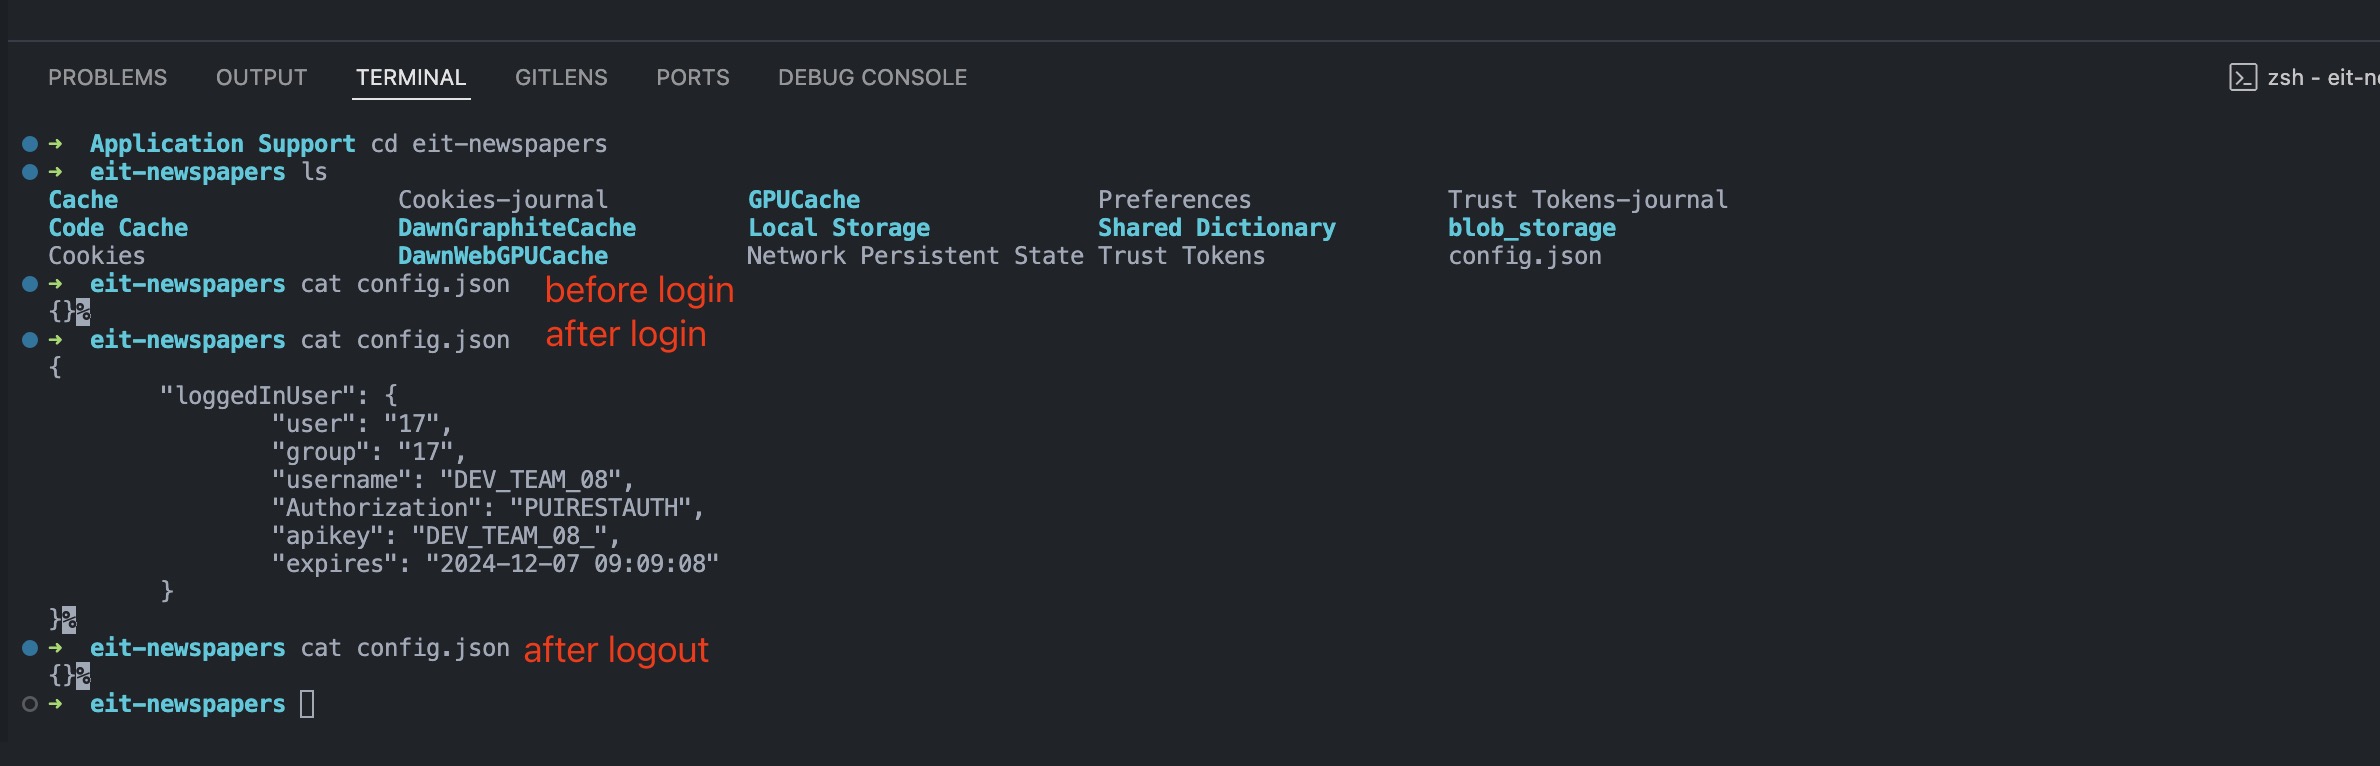 PROBLEMS OUTPUT TERMINAL GITLENS PORTS DEBUG CONSOLE zsh - eit-n
➜ Application Support cd eit-newspapers
➜ eit-newspapers ls
Cache Cookies-journal GPUCache Preferences Trust Tokens-journal
Code Cache DawnGraphiteCache Local Storage Shared Dictionary blob_storage
Cookies DawnWebGPUCache Network Persistent State Trust Tokens config.json
➜ eit-newspapers cat config.json before login
{}%
➜ eit-newspapers cat config.json after login
{
"loggedInUser": {
"user": "17",
"group": "17",
"username": "DEV_TEAM_08",
"Authorization": "PUIRESTAUTH",
"apikey": "DEV_TEAM_08_",
"expires": "2024-12-07 09:09:08"
}
}%
➜ eit-newspapers cat config.json after logout
{}%
➜ eit-newspapers